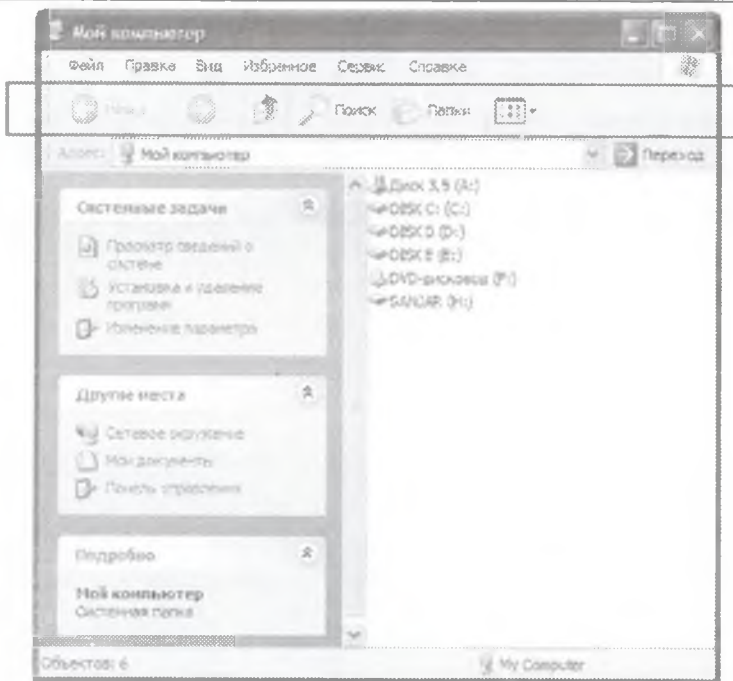 Мой компьютер
Файл Правка Вид Избранное Сервис Справка
Назад Поиск Папки
Адрес: Мой компьютер Переход
Системные задачи
Просмотр сведений о
системе
Установка и удаление
программ
Изменение параметра
Другие места
Сетевое окружение
Мои документы
Панель управления
Подробно
Мой компьютер
Системная папка
Диск 3,5 (A:)
DISK C: (C:)
DISK D (D:)
DISK E (E:)
DVD-дисковод (F:)
SANJAR (H:)
Объектов: 6 My Computer